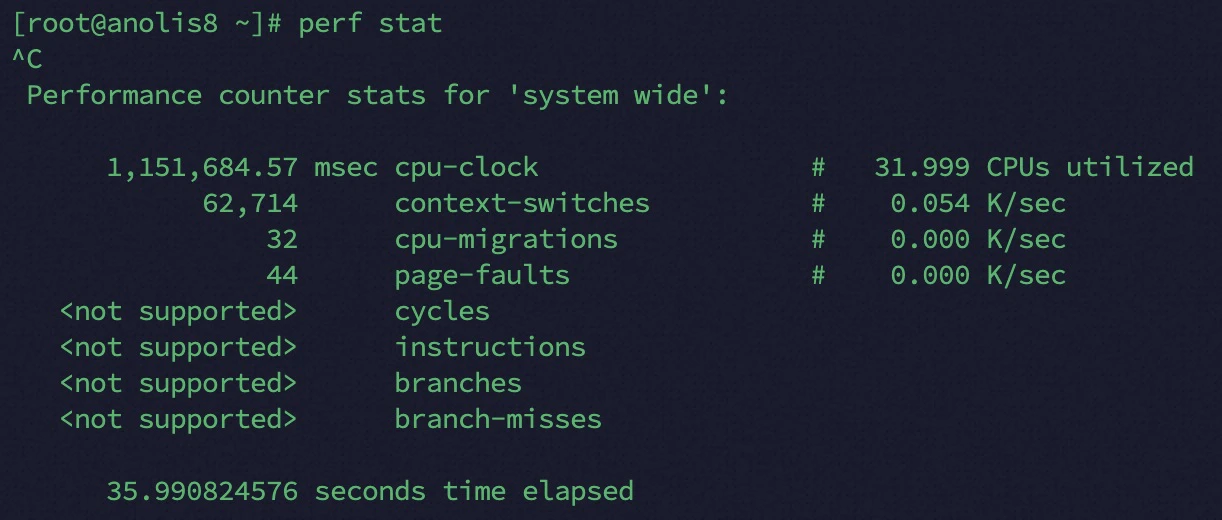 [root@anolis8 ~]# perf stat
^C
 Performance counter stats for 'system wide':

      1,151,684.57 msec cpu-clock                 #   31.999 CPUs utilized
            62,714      context-switches          #    0.054 K/sec
                32      cpu-migrations            #    0.000 K/sec
                44      page-faults               #    0.000 K/sec
   <not supported>      cycles
   <not supported>      instructions
   <not supported>      branches
   <not supported>      branch-misses

      35.990824576 seconds time elapsed